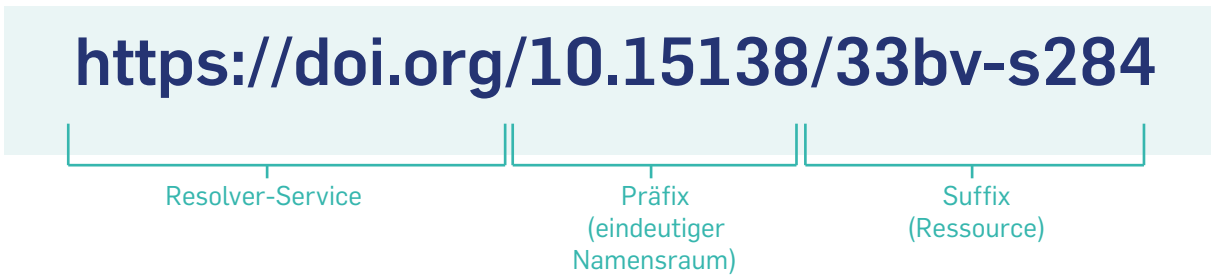 https://doi.org/10.15138/33bv-s284
Resolver-Service
Präfix
(eindeutiger
Namensraum)
Suffix
(Ressource)